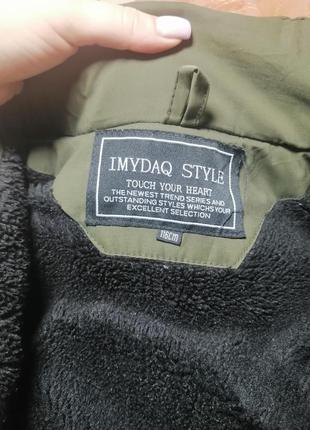 IMYDAQ STYLE
TOUCH YOUR HEART
THE NEWEST TREND SERIES AND
OUTSTANDING STYLES WHICHS YOUR
EXCELLENT SELECTION
116CM